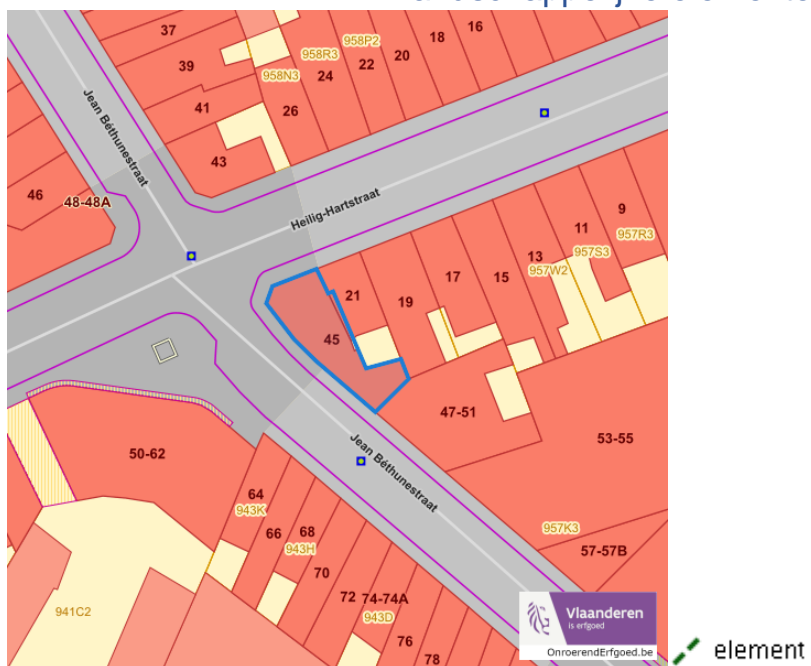 37
958P2
18
16
39
958R3
22
20
958N3
24
41
26
43
Jean Béthunestraat
46
48-48A
Heilig-Hartstraat
9
11
957R3
13
957S3
957W2
17
15
21
19
45
47-51
53-55
50-62
Jean Béthunestraat
64
943K
66
68
943H
70
957K3
57-57B
72
74-74A
943D
941C2
76
78
Vlaanderen
is erfgoed
OnroerendErfgoed.be
element